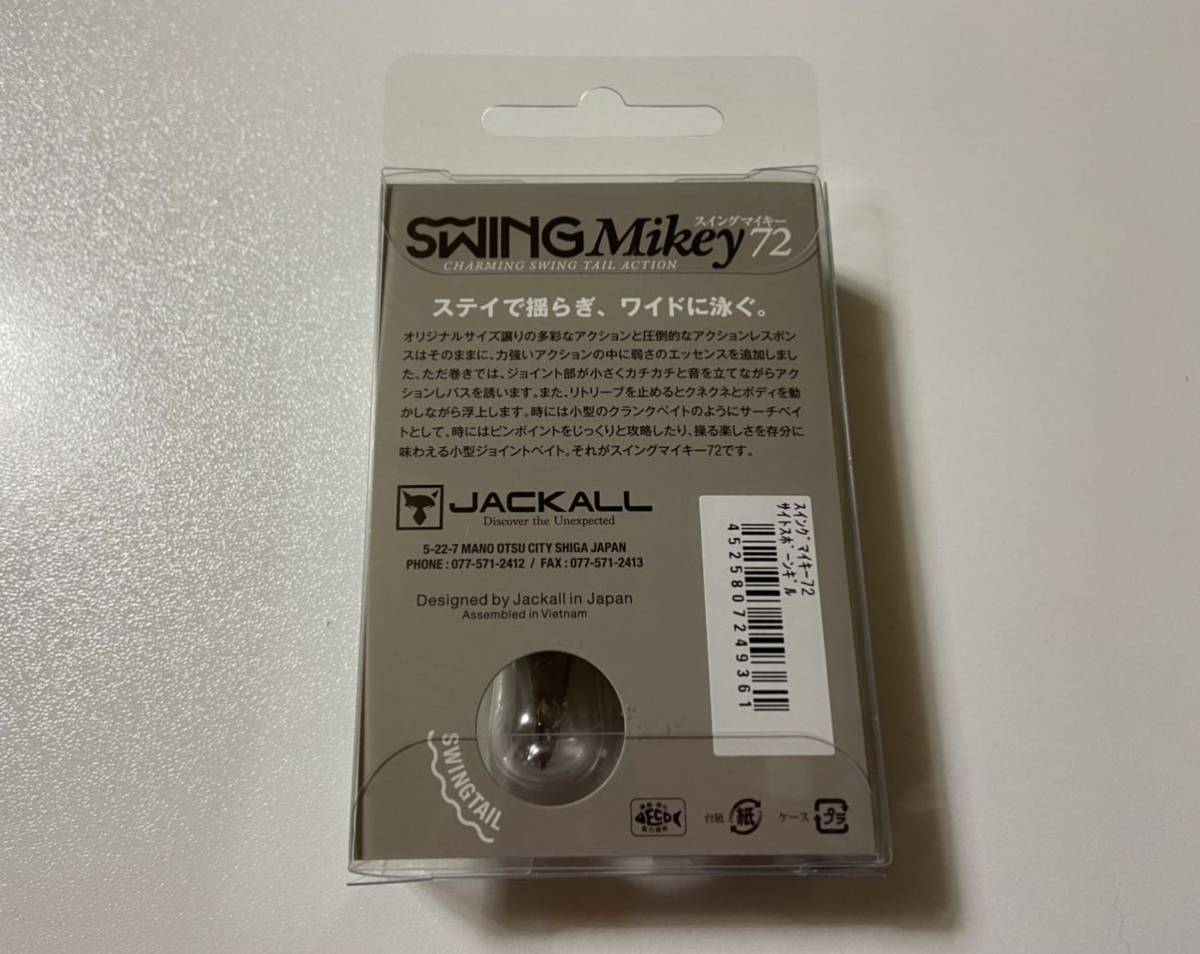 SWING Mikey 72
スイングマイキー
CHARMING SWING TAIL ACTION
ステイで揺らぎ、ワイドに泳ぐ。
オリジナルサイズ譲りの多彩なアクションと圧倒的なアクションレスポン
スはそのままに、力強いアクションの中に弱さのエッセンスを追加しまし
た。ただ巻きでは、ジョイント部が小さくカチカチと音を立てながらアク
ションしバスを誘います。また、リトリーブを止めるとクネクネとボディを動
かしながら浮上します。時には小型のクランクベイトのようにサーチベイ
トとして、時にはピンポイントをじっくりと攻略したり、操る楽しさを存分に
味わえる小型ジョイントベイト。それがスイングマイキー72です。
JACKALL
Discover the Unexpected
5-22-7 MANO OTSU CITY SHIGA JAPAN
PHONE : 077-571-2412 / FAX : 077-571-2413
Designed by Jackall in Japan
Assembled in Vietnam
ｽｲﾝｸﾞﾏｲｷｰ72
ｻｲﾄｽﾎﾟｰﾝｷﾞﾙ
4525807249361
SWINGTAIL
ECO
台紙 紙
ケース プラ